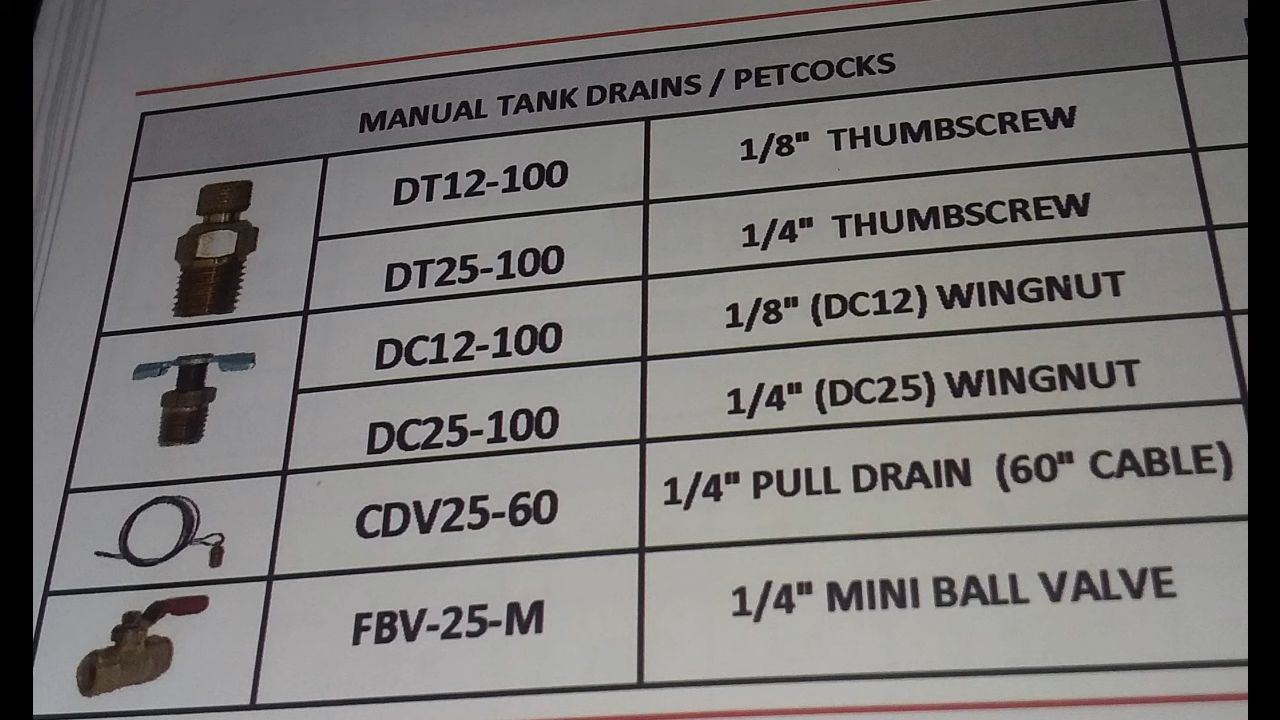 MANUAL TANK DRAINS / PETCOCKS
DT12-100 1/8" THUMBSCREW
DT25-100 1/4" THUMBSCREW
DC12-100 1/8" (DC12) WINGNUT
DC25-100 1/4" (DC25) WINGNUT
CDV25-60 1/4" PULL DRAIN (60" CABLE)
FBV-25-M 1/4" MINI BALL VALVE